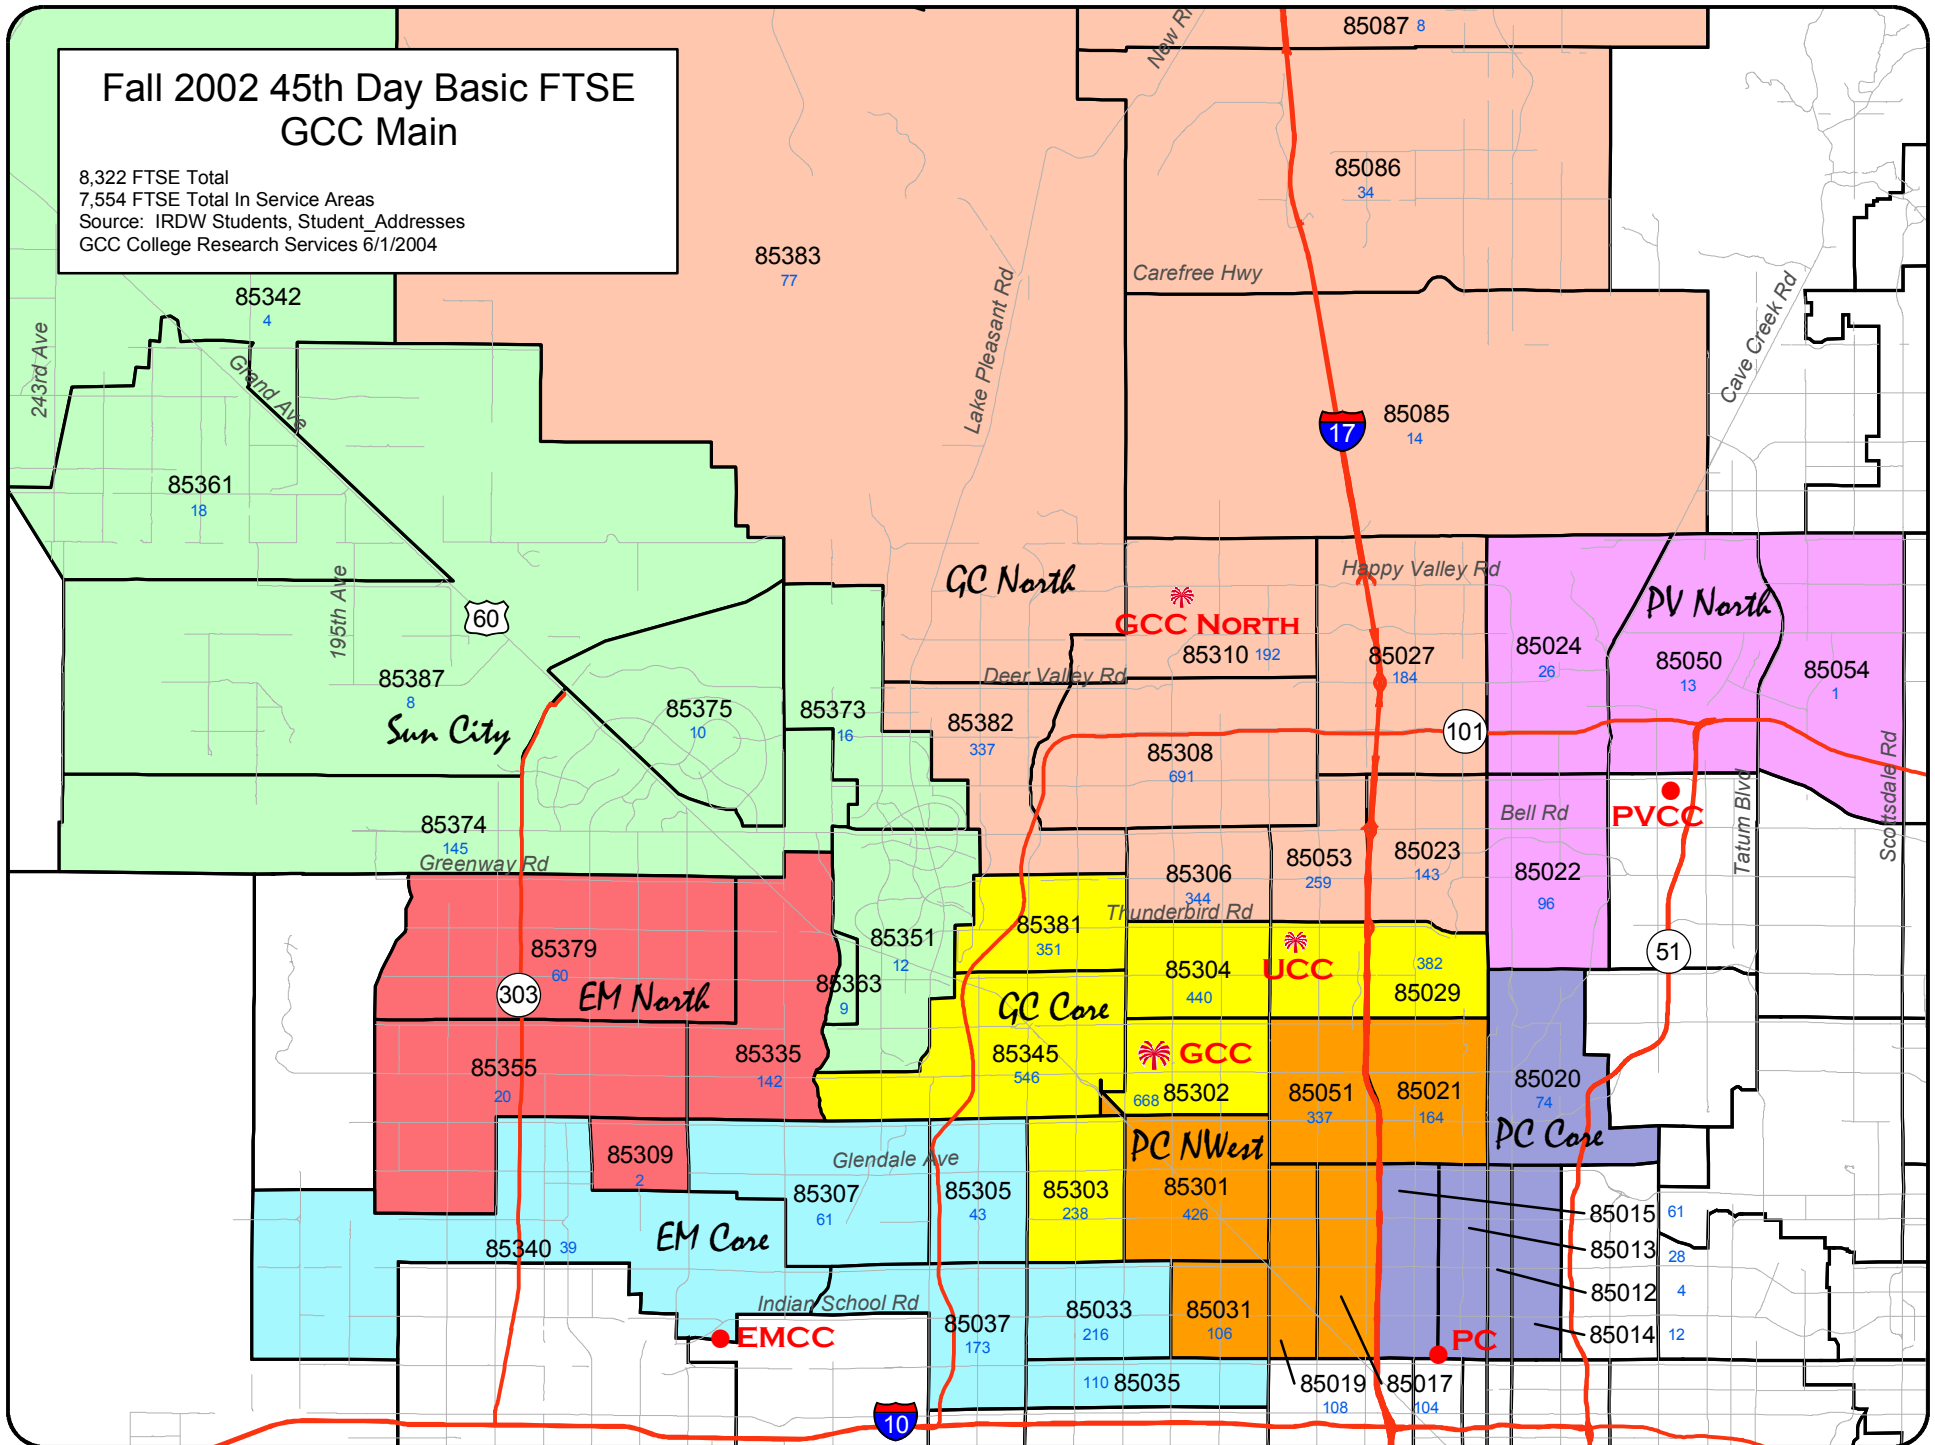 Fall 2002 45th Day Basic FTSE
GCC Main
8,322 FTSE Total
7,554 FTSE Total In Service Areas
Source: IRDW Students, Student_Addresses
GCC College Research Services 6/1/2004
85087 8
85086
34
85383
77
Carefree Hwy
85342
4
243rd Ave
Grand Ave
Lake Pleasant Rd
Cave Creek Rd
17
85085
14
85361
18
195th Ave
60
GC North
Happy Valley Rd
PV North
GCC North
85310 192
85027
184
85024
26
85050
13
85054
1
Deer Valley Rd
85387
8
Sun City
85375
10
85373
16
85382
337
85308
691
101
Scottsdale Rd
Tatum Blvd
PVCC
Bell Rd
85374
145
Greenway Rd
85306
344
85053
259
85023
143
85022
96
Thunderbird Rd
85379
60
303
EM North
85363
9
85351
12
85381
351
85304
440
UCC
382
85029
51
GC Core
85355
20
85335
142
85345
546
GCC
668 85302
85051
337
85021
164
85020
74
PC Core
85309
2
Glendale Ave
PC NWest
85307
61
85305
43
85303
238
85301
426
85015 61
85013 28
85012 4
85014 12
85340 39
EM Core
Indian School Rd
EMCC
85037
173
85033
216
85031
106
PC
110 85035
85019
108
85017
104
10